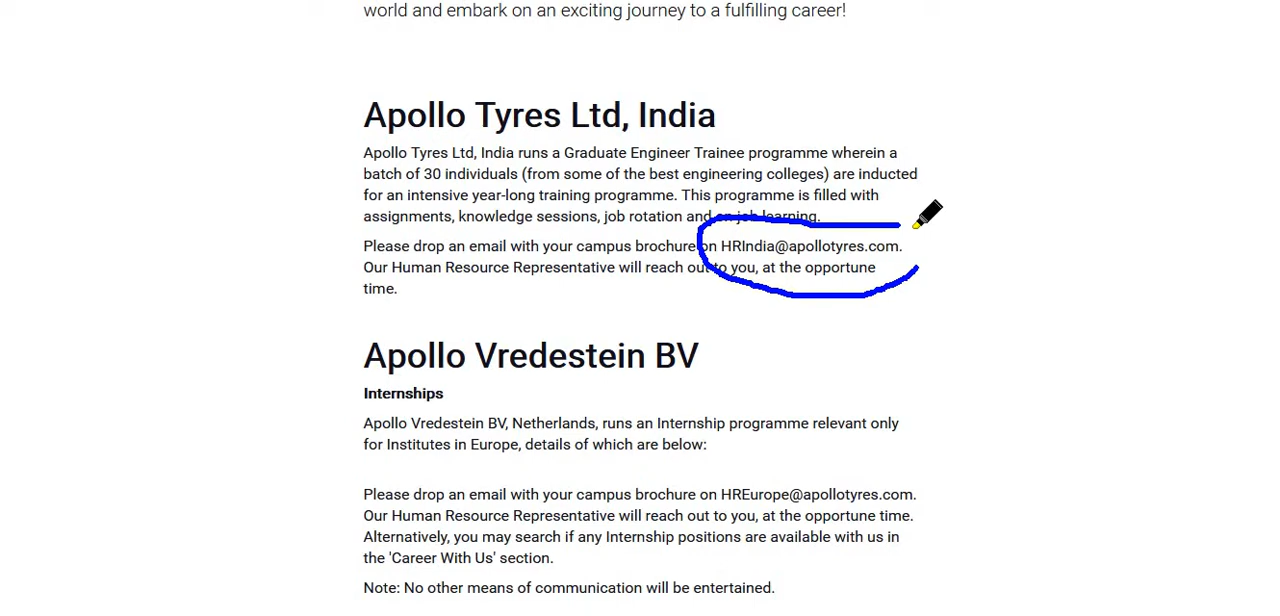 world and embark on an exciting journey to a fulfilling career!
Apollo Tyres Ltd, India
Apollo Tyres Ltd, India runs a Graduate Engineer Trainee programme wherein a
batch of 30 individuals (from some of the best engineering colleges) are inducted
for an intensive year-long training programme. This programme is filled with
assignments, knowledge sessions, job rotation and on job learning.
Please drop an email with your campus brochure on HRIndia@apollotyres.com.
Our Human Resource Representative will reach out to you, at the opportune
time.
Apollo Vredestein BV
Internships
Apollo Vredestein BV, Netherlands, runs an Internship programme relevant only
for Institutes in Europe, details of which are below:
Please drop an email with your campus brochure on HREurope@apollotyres.com.
Our Human Resource Representative will reach out to you, at the opportune time.
Alternatively, you may search if any Internship positions are available with us in
the 'Career With Us' section.
Note: No other means of communication will be entertained.